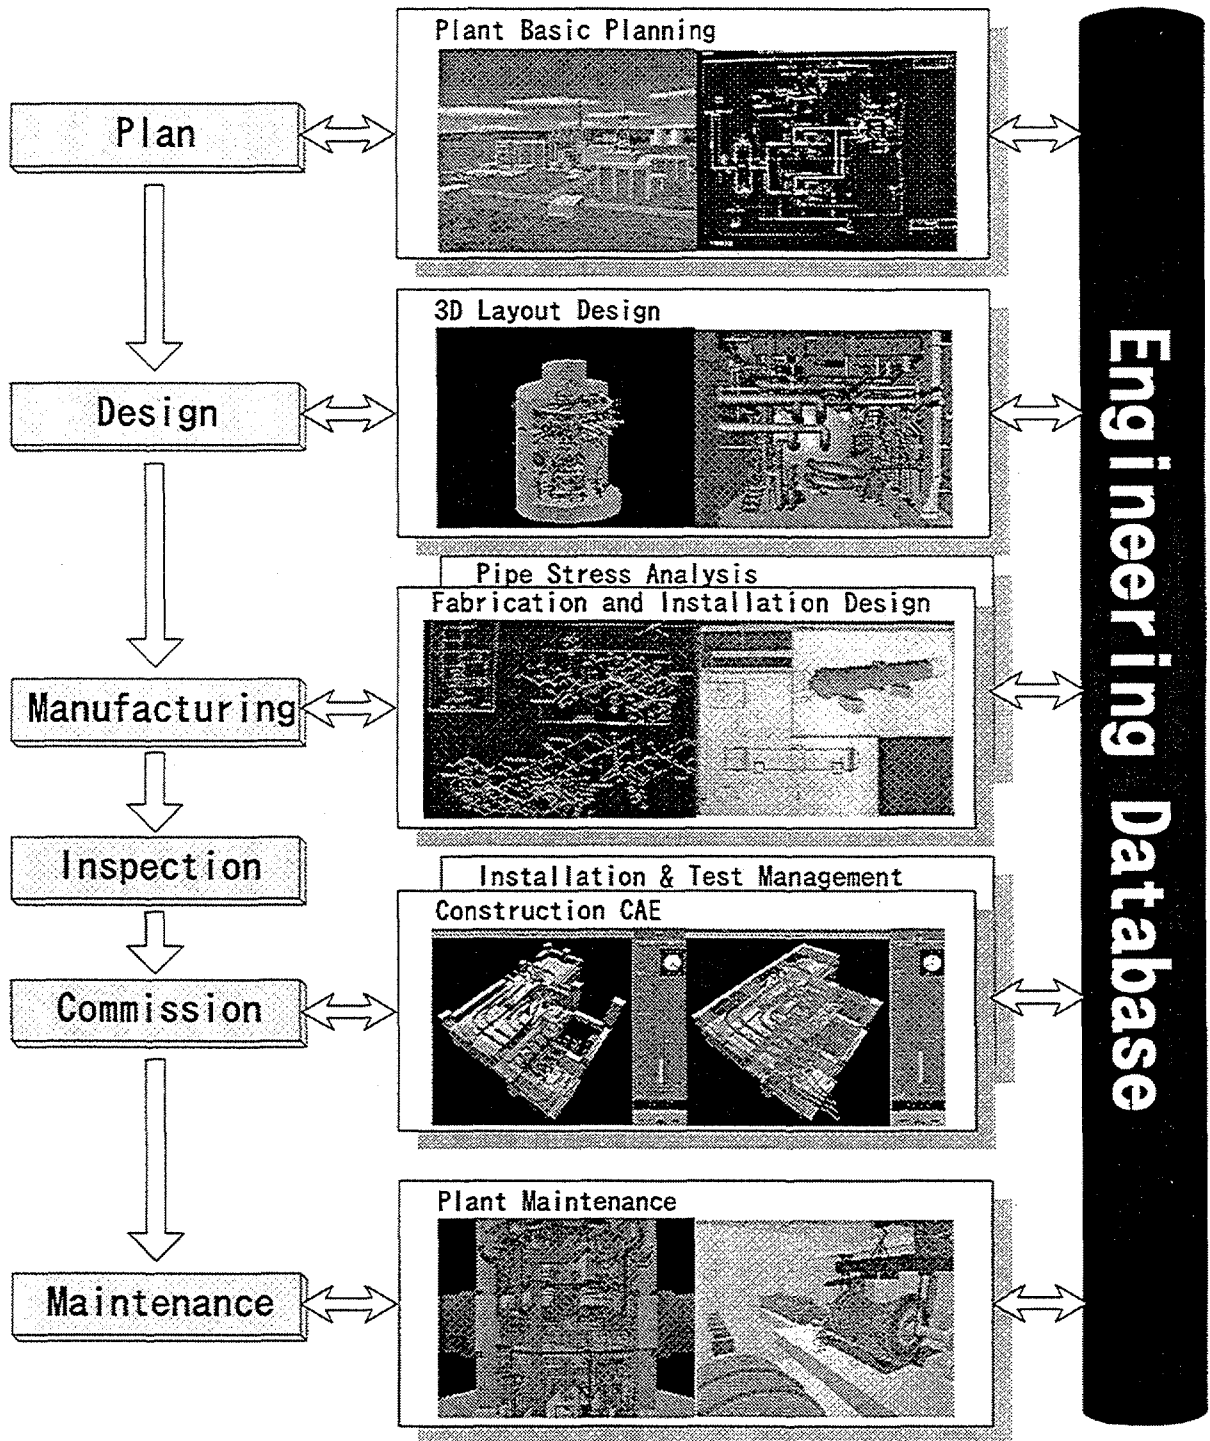 Plant Basic Planning
Plan
3D Layout Design
Design
Pipe Stress Analysis
Fabrication and Installation Design
Manufacturing
Inspection
Installation & Test Management
Construction CAE
Commission
Plant Maintenance
Maintenance
Engineering Database